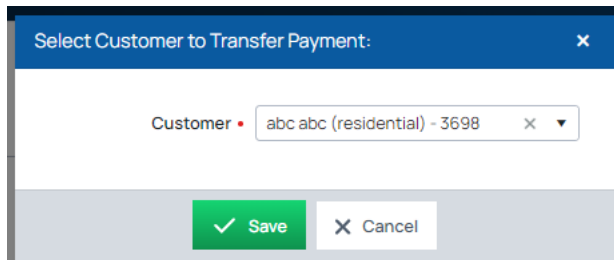 Select Customer to Transfer Payment:
Customer
abc abc (residential) - 3698
Save
Cancel